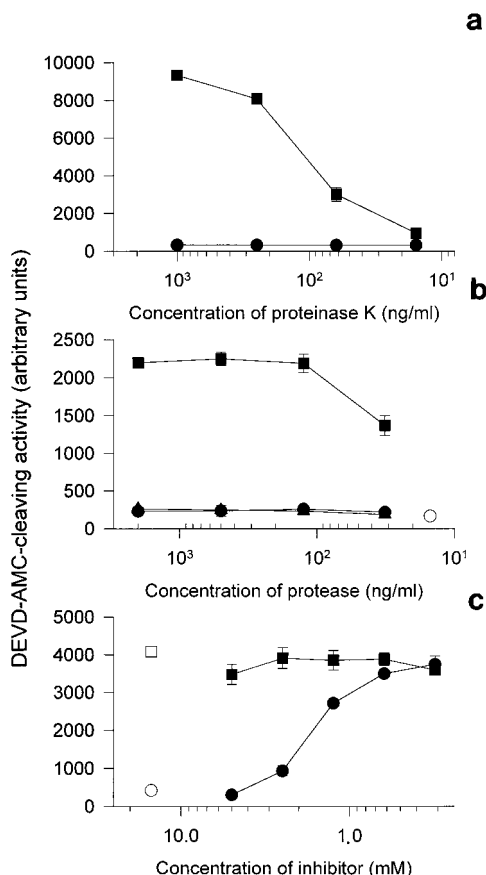 a
10000
8000
6000
4000
2000
0
10³ 10² 10¹
Concentration of proteinase K (ng/ml)
b
2500
2000
1500
1000
500
0
10³ 10² 10¹
Concentration of protease (ng/ml)
c
5000
4000
3000
2000
1000
0
10.0 1.0
Concentration of inhibitor (mM)
DEVD-AMC-cleaving activity (arbitrary units)